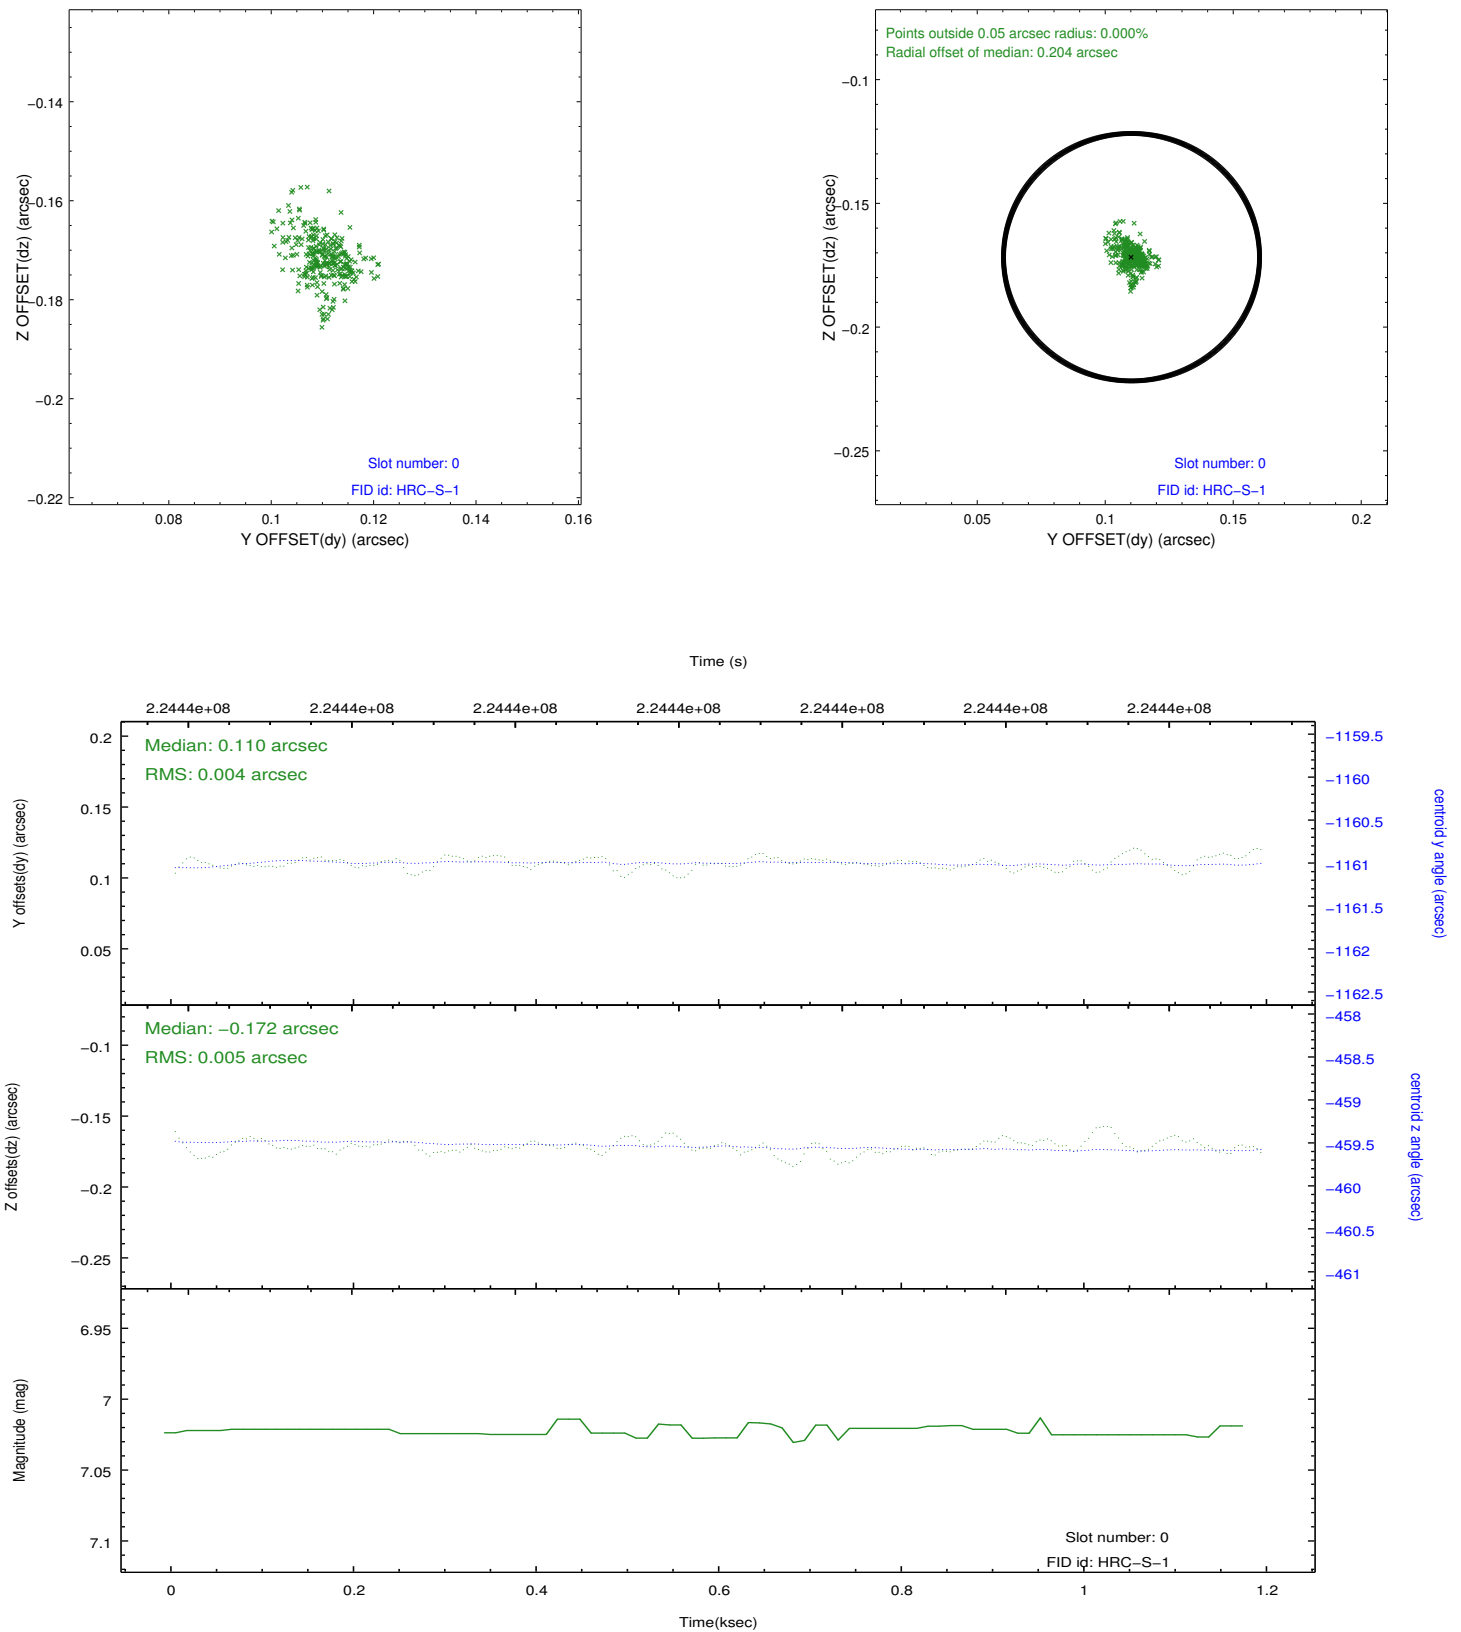 −0.14
−0.16
−0.18
−0.2
−0.22
Z OFFSET(dz) (arcsec)
Slot number: 0
FID id: HRC−S−1
0.08 0.1 0.12 0.14 0.16
Y OFFSET(dy) (arcsec)
Points outside 0.05 arcsec radius: 0.000%
Radial offset of median: 0.204 arcsec
−0.1
−0.15
−0.2
−0.25
Z OFFSET(dz) (arcsec)
Slot number: 0
FID id: HRC−S−1
0.05 0.1 0.15 0.2
Y OFFSET(dy) (arcsec)
Time (s)
2.2444e+08 2.2444e+08 2.2444e+08 2.2444e+08 2.2444e+08 2.2444e+08 2.2444e+08
Median: 0.110 arcsec
RMS: 0.004 arcsec
0.2
0.15
0.1
0.05
Y offsets(dy) (arcsec)
−1159.5
−1160
−1160.5
−1161
−1161.5
−1162
−1162.5
centroid y angle (arcsec)
Median: −0.172 arcsec
RMS: 0.005 arcsec
−0.1
−0.15
−0.2
−0.25
Z offsets(dz) (arcsec)
−458
−458.5
−459
−459.5
−460
−460.5
−461
centroid z angle (arcsec)
6.95
7
7.05
7.1
Magnitude (mag)
Slot number: 0
FID id: HRC−S−1
0 0.2 0.4 0.6 0.8 1 1.2
Time(ksec)